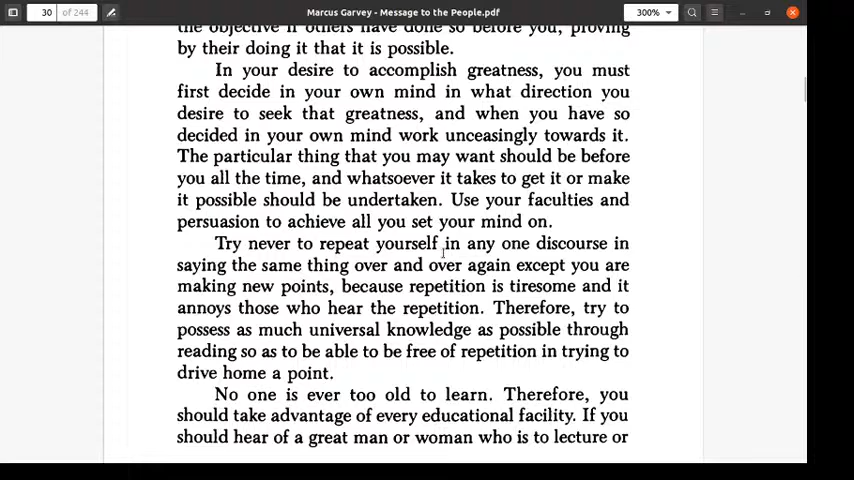 30 of 244
Marcus Garvey - Message to the People.pdf
300%
the objective if others have done so before you, proving
by their doing it that it is possible.
In your desire to accomplish greatness, you must
first decide in your own mind in what direction you
desire to seek that greatness, and when you have so
decided in your own mind work unceasingly towards it.
The particular thing that you may want should be before
you all the time, and whatsoever it takes to get it or make
it possible should be undertaken. Use your faculties and
persuasion to achieve all you set your mind on.
Try never to repeat yourself in any one discourse in
saying the same thing over and over again except you are
making new points, because repetition is tiresome and it
annoys those who hear the repetition. Therefore, try to
possess as much universal knowledge as possible through
reading so as to be able to be free of repetition in trying to
drive home a point.
No one is ever too old to learn. Therefore, you
should take advantage of every educational facility. If you
should hear of a great man or woman who is to lecture or